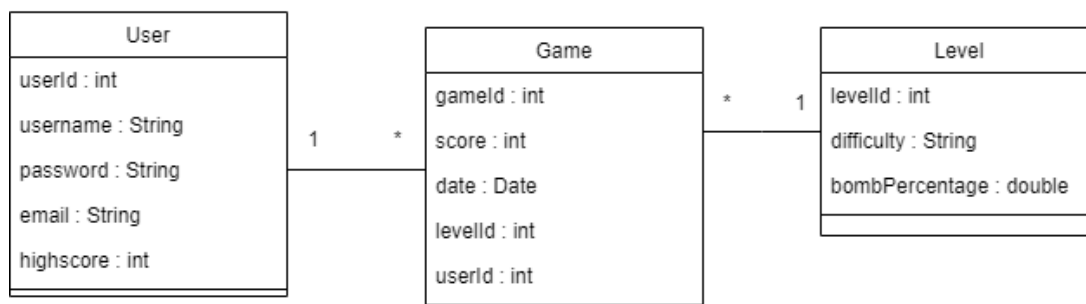 User
userId : int
username : String
password : String
email : String
highscore : int
1
*
Game
gameId : int
score : int
date : Date
levelId : int
userId : int
*
1
Level
levelId : int
difficulty : String
bombPercentage : double